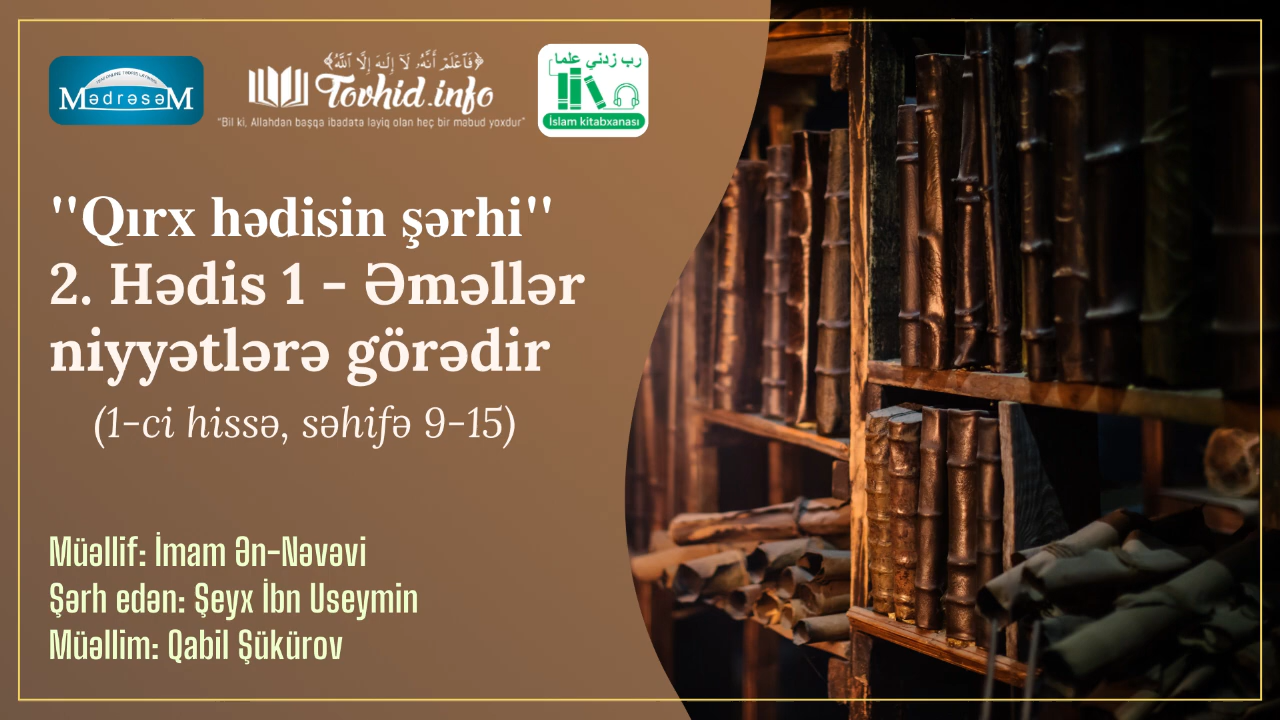 MədrəsəM
﴿فَٱعْلَمْ أَنَّهُۥ لَآ إِلَـٰهَ إِلَّا ٱللَّهُ﴾
Tovhid.info
"Bil ki, Allahdan başqa ibadətə layiq olan heç bir məbud yoxdur"
رب زدني علما
İslam kitabxanası
"Qırx hədisin şərhi"
2. Hədis 1 - Əməllər
niyyətlərə görədir
(1-ci hissə, səhifə 9-15)
Müəllif: İmam Ən-Nəvəvi
Şərh edən: Şeyx İbn Useymin
Müəllim: Qabil Şükürov